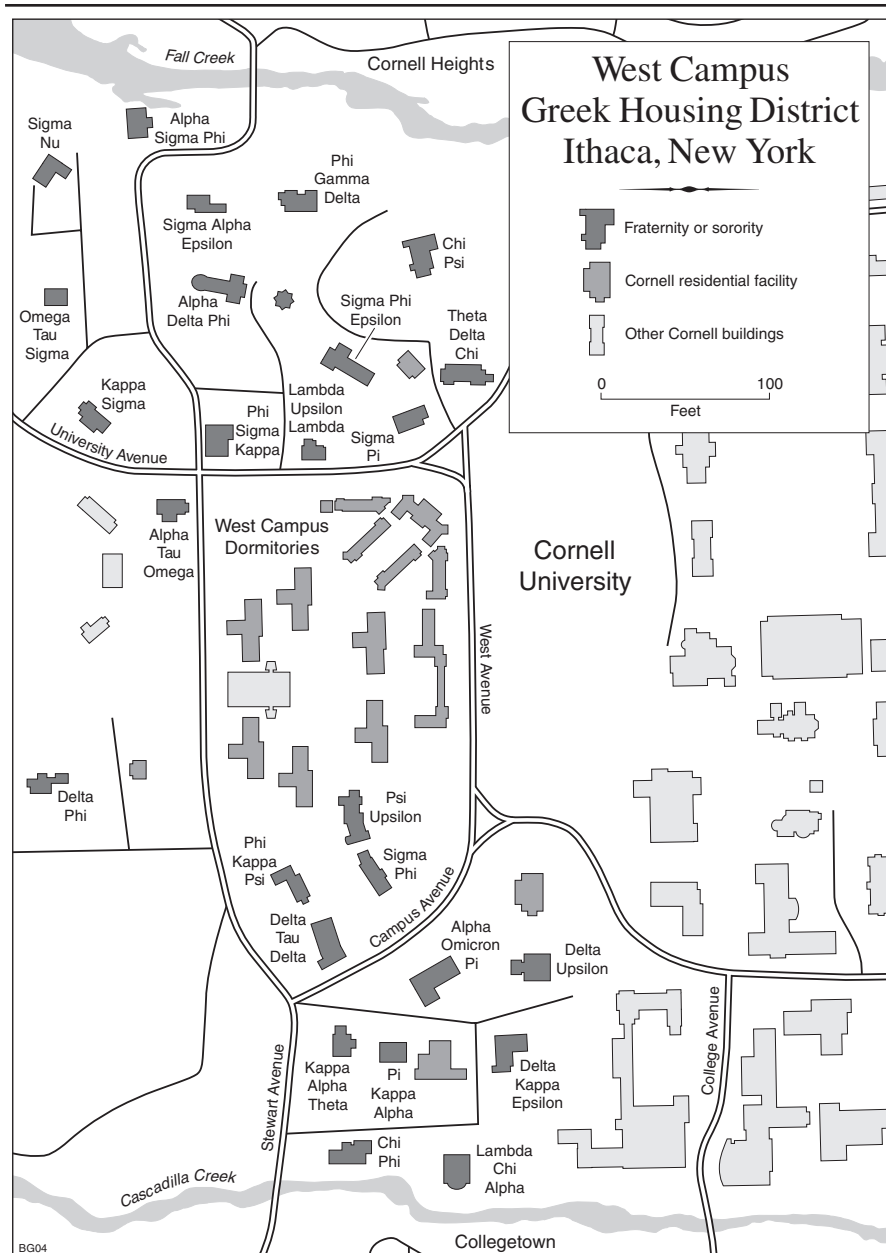 West Campus
Greek Housing District
Ithaca, New York
Fraternity or sorority
Cornell residential facility
Other Cornell buildings
0
100
Feet
Fall Creek
Cornell Heights
Sigma
Nu
Alpha
Sigma Phi
Phi
Gamma
Delta
Sigma Alpha
Epsilon
Chi
Psi
Alpha
Delta Phi
Sigma Phi
Epsilon
Theta
Delta
Chi
Omega
Tau
Sigma
Kappa
Sigma
Lambda
Upsilon
Lambda
Phi
Sigma
Kappa
Sigma
Pi
University Avenue
Alpha
Tau
Omega
West Campus
Dormitories
Cornell
University
West Avenue
Delta
Phi
Psi
Upsilon
Phi
Kappa
Psi
Sigma
Phi
Campus Avenue
Delta
Tau
Delta
Alpha
Omicron
Pi
Delta
Upsilon
College Avenue
Stewart Avenue
Kappa
Alpha
Theta
Pi
Kappa
Alpha
Delta
Kappa
Epsilon
Chi
Phi
Lambda
Chi
Alpha
Cascadilla Creek
Collegetown
BG04